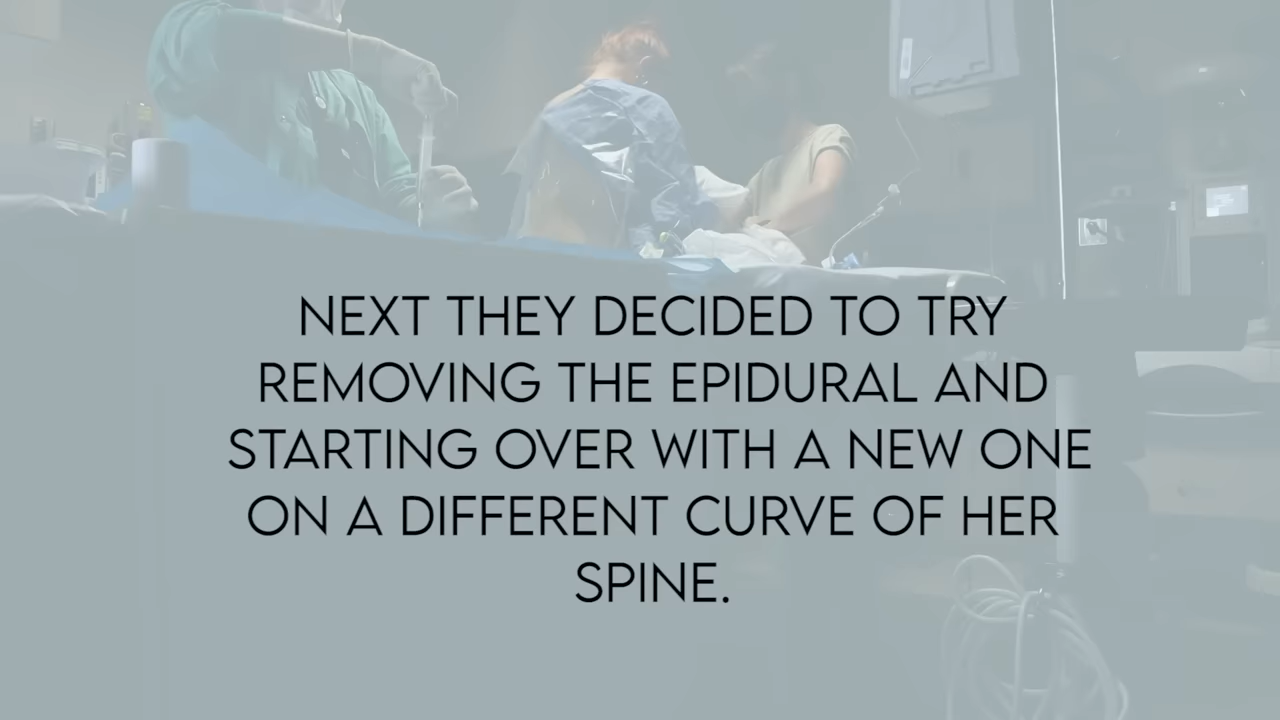 NEXT THEY DECIDED TO TRY
REMOVING THE EPIDURAL AND
STARTING OVER WITH A NEW ONE
ON A DIFFERENT CURVE OF HER
SPINE.